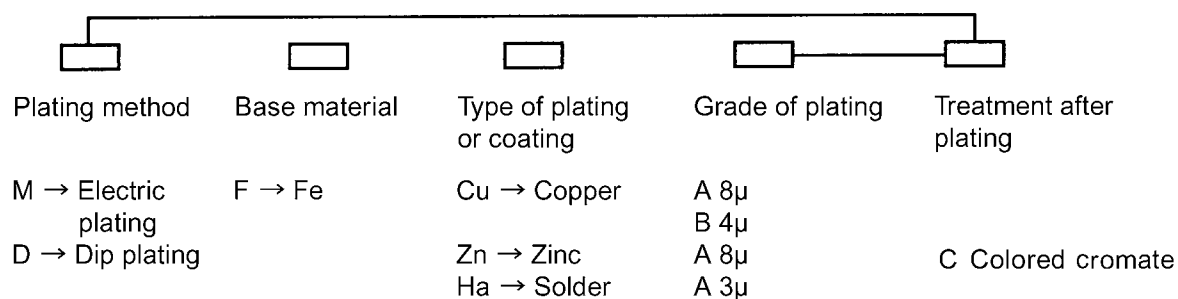 Plating method Base material Type of plating Grade of plating Treatment after
or coating plating
M → Electric F → Fe Cu → Copper A 8µ
plating B 4µ
D → Dip plating Zn → Zinc A 8µ C Colored cromate
Ha → Solder A 3µ